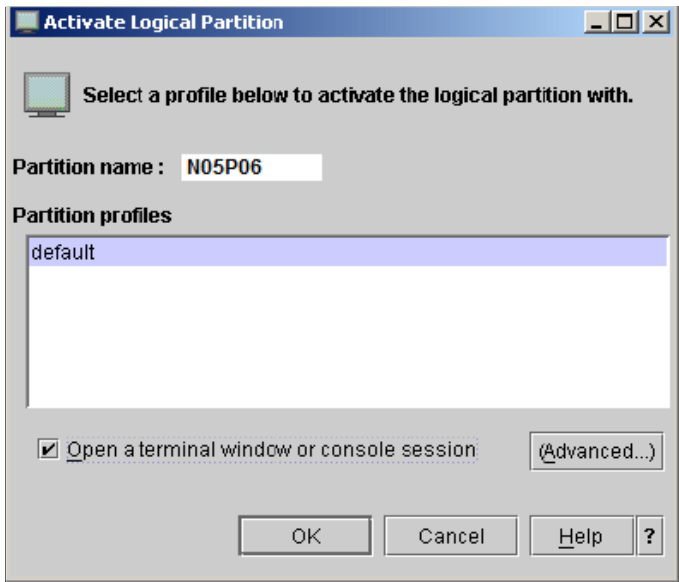 Activate Logical Partition
Select a profile below to activate the logical partition with.
Partition name : N05P06
Partition profiles
default
Open a terminal window or console session
(Advanced...)
OK
Cancel
Help
?